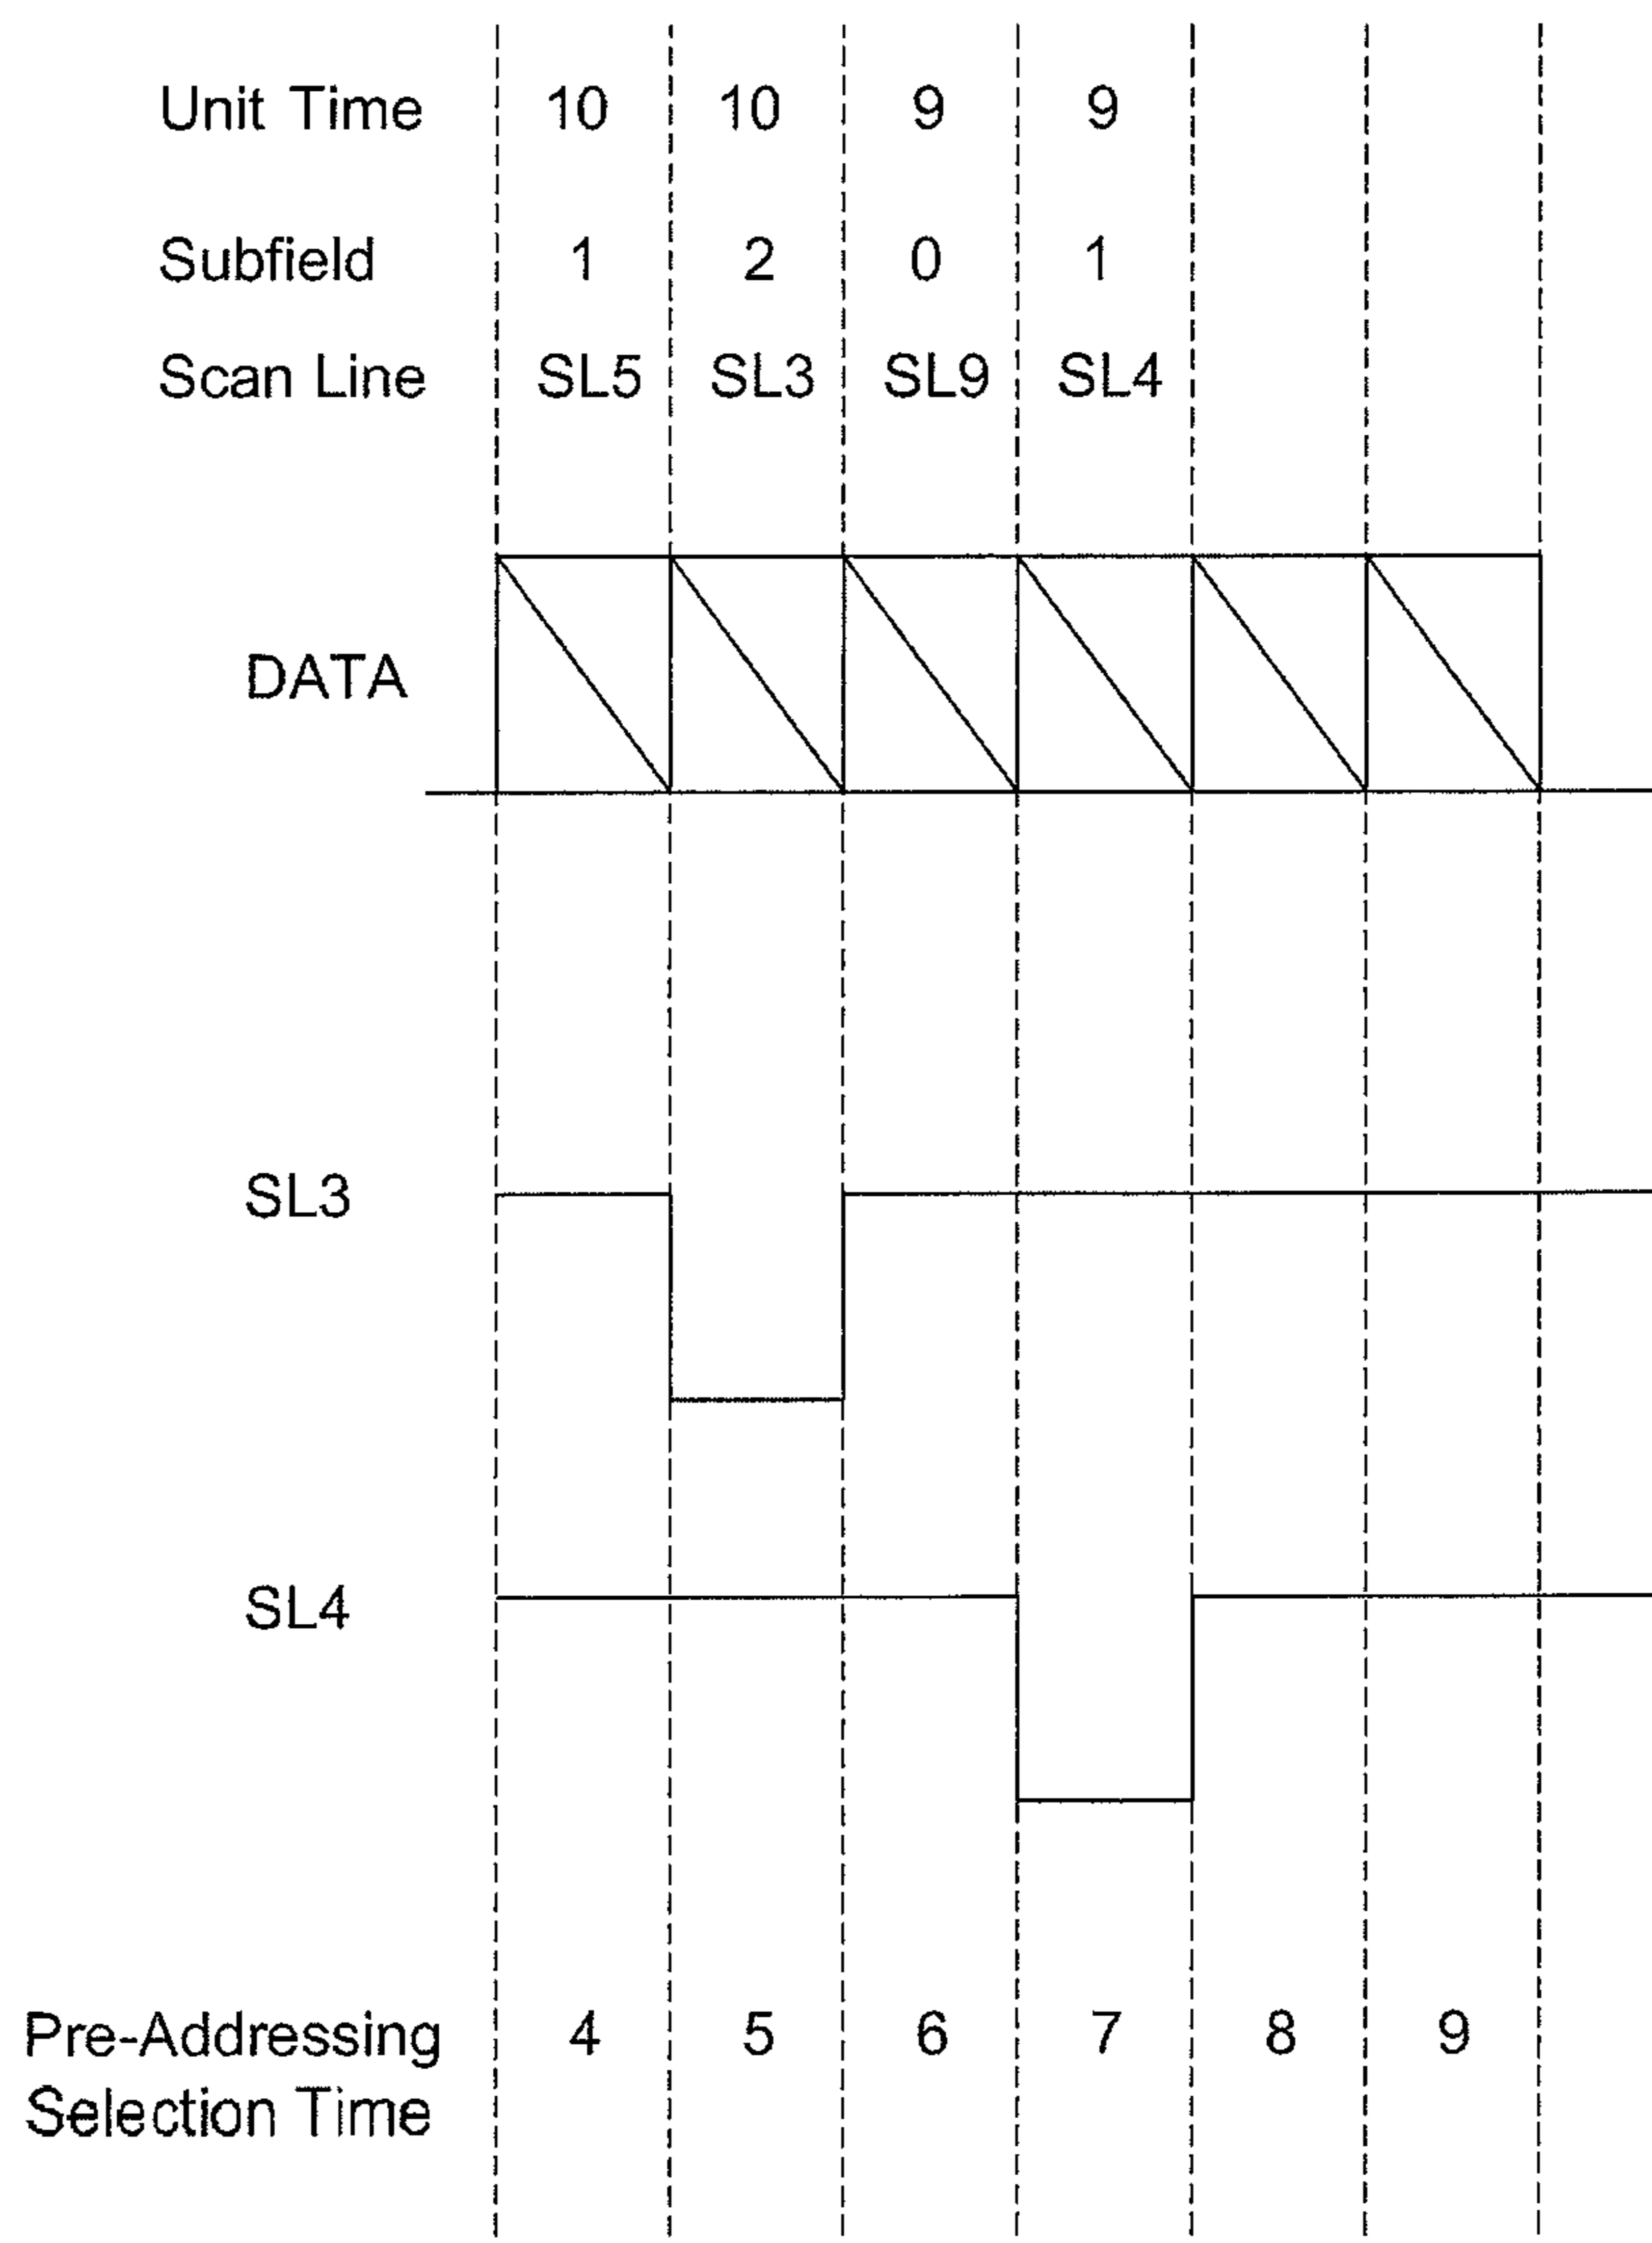 Unit Time 10 10 9 9
Subfield 1 2 0 1
Scan Line SL5 SL3 SL9 SL4
DATA
SL3
SL4
Pre-Addressing 4 5 6 7 8 9
Selection Time